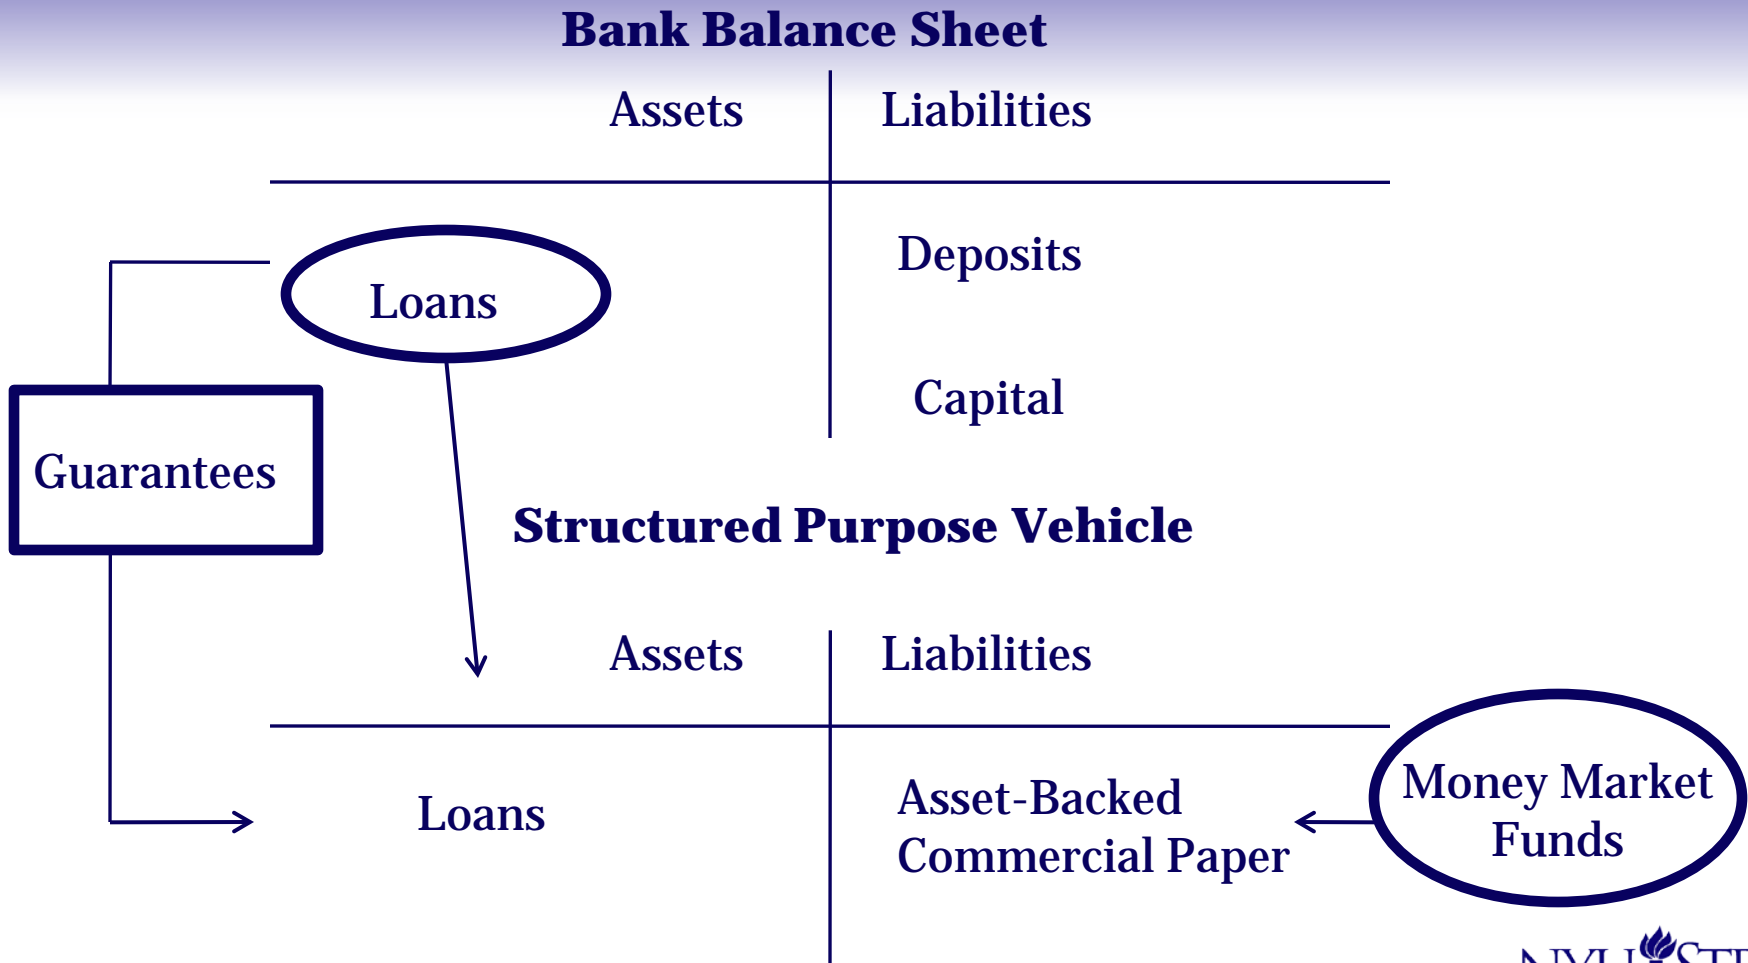 Bank Balance Sheet
Assets
Liabilities
Deposits
Loans
Capital
Guarantees
Structured Purpose Vehicle
Assets
Liabilities
Loans
Asset-Backed
Commercial Paper
Money Market
Funds
NYU